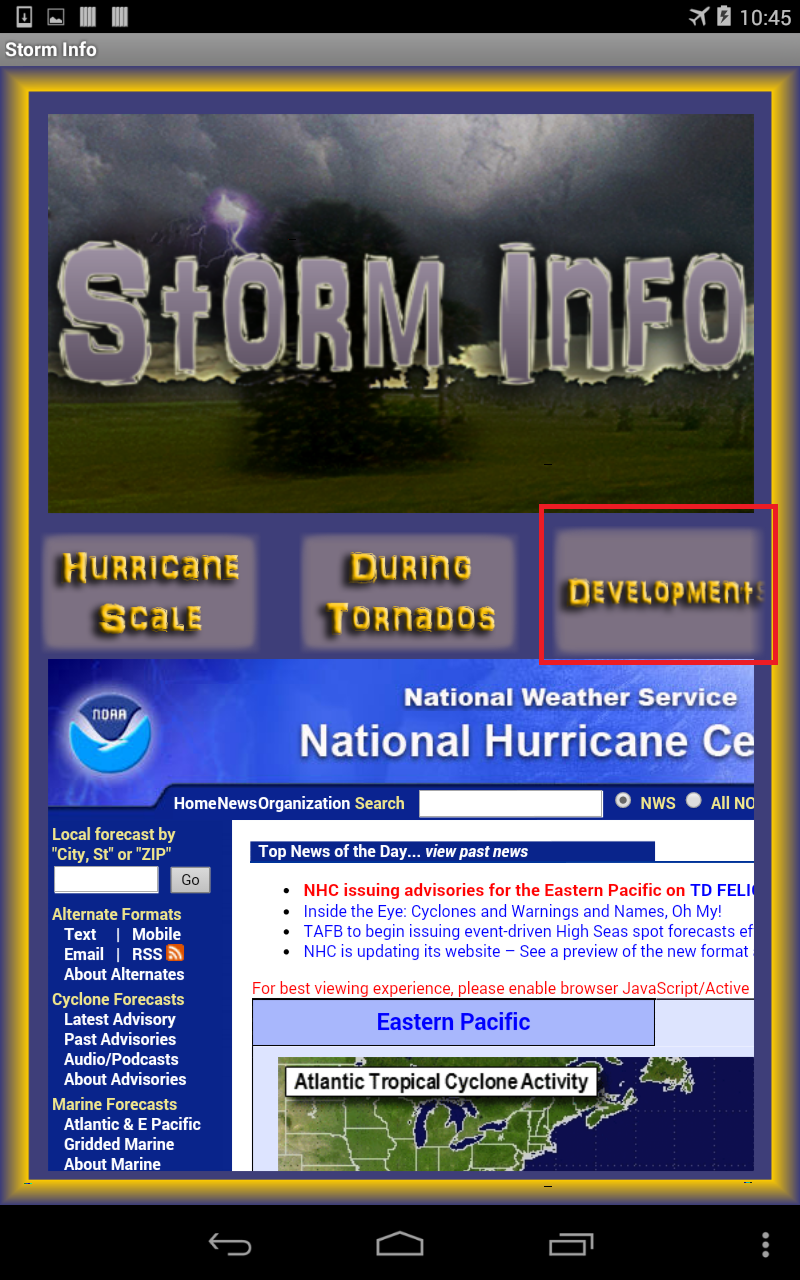 10:45
Storm Info
Storm Info
Hurricane
Scale
During
Tornados
Developments
NOAA
National Weather Service
National Hurricane Ce
HomeNewsOrganization Search
NWS
All NO
Local forecast by
"City, St" or "ZIP"
Go
Alternate Formats
Text | Mobile
Email | RSS
About Alternates
Cyclone Forecasts
Latest Advisory
Past Advisories
Audio/Podcasts
About Advisories
Marine Forecasts
Atlantic & E Pacific
Gridded Marine
About Marine
Top News of the Day... view past news
NHC issuing advisories for the Eastern Pacific on TD FELIC
Inside the Eye: Cyclones and Warnings and Names, Oh My!
TAFB to begin issuing event-driven High Seas spot forecasts ef
NHC is updating its website – See a preview of the new format
For best viewing experience, please enable browser JavaScript/Active
Eastern Pacific
Atlantic Tropical Cyclone Activity